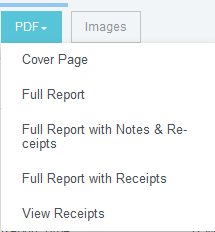 PDF
Images
Cover Page
Full Report
Full Report with Notes & Re-
ceipts
Full Report with Receipts
View Receipts